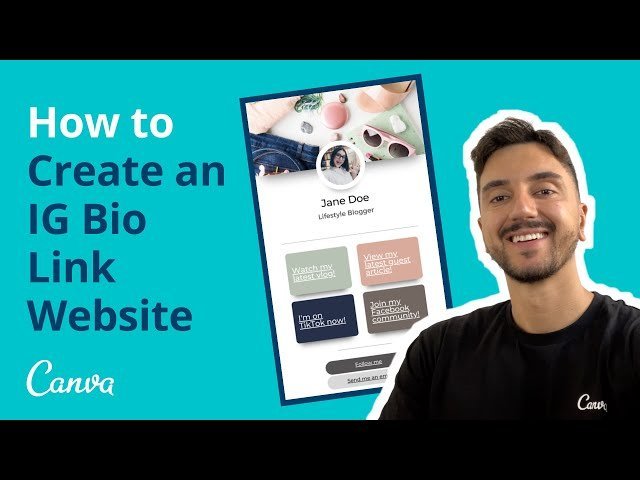 How to
Create an
IG Bio
Link
Website
Canva
Jane Doe
Lifestyle Blogger
Watch my
latest vlog!
View my
latest guest
article!
I'm on
TikTok now!
Join my
Facebook
community!
Follow me
Send me an em
Canva